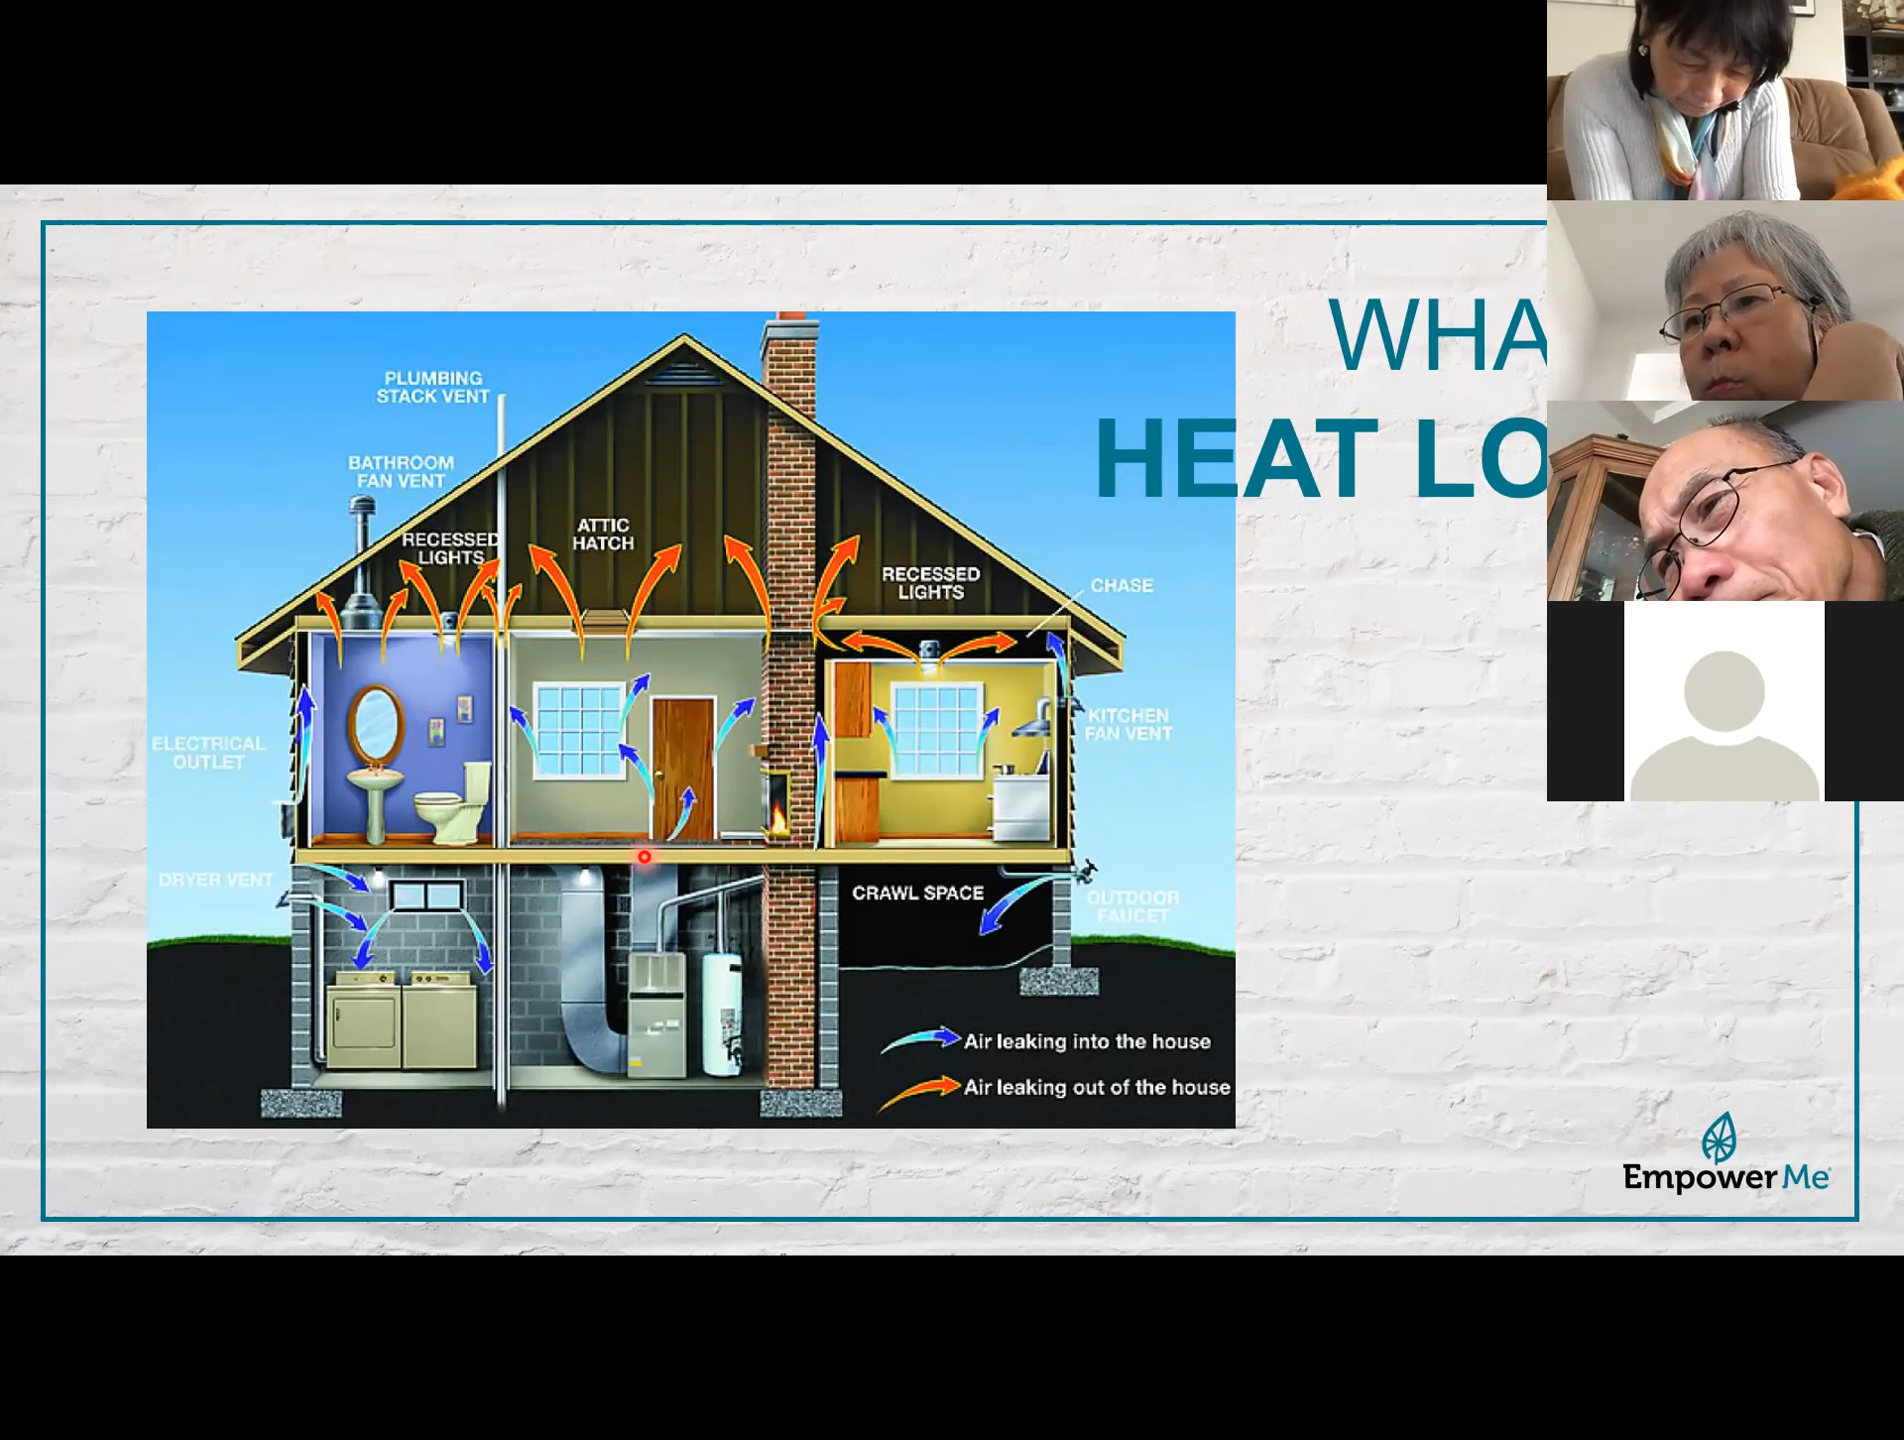 WHA
HEAT LO
PLUMBING
STACK VENT
BATHROOM
FAN VENT
RECESSED
LIGHTS
ATTIC
HATCH
RECESSED
LIGHTS
CHASE
ELECTRICAL
OUTLET
KITCHEN
FAN VENT
DRYER VENT
CRAWL SPACE
OUTDOOR
FAUCET
Air leaking into the house
Air leaking out of the house
EmpowerMe